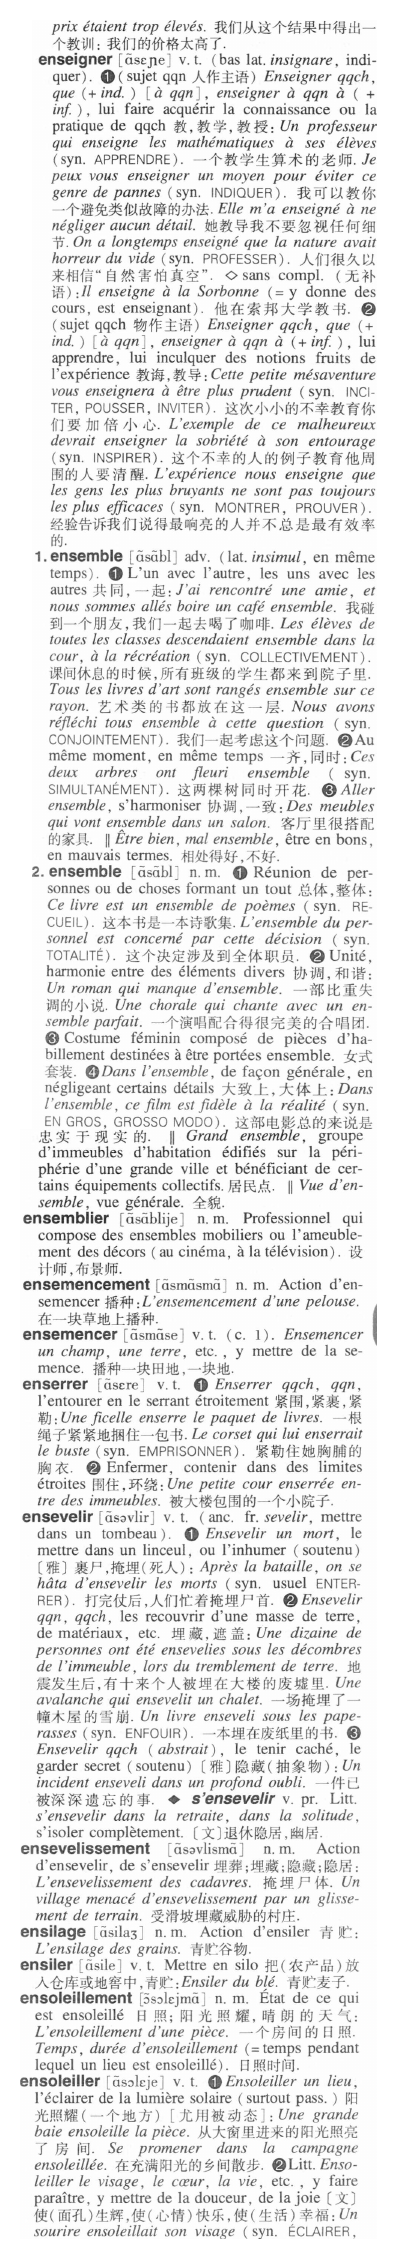 prix étaient trop élevés. 我们从这个结果中得出一
个教训: 我们的价格太高了.
enseigner [ɑ̃sɛɲe] v. t. (bas lat. insignare, indi-
quer). ❶ (sujet qqn 人作主语) Enseigner qqch,
que (+ ind. ) [à qqn], enseigner à qqn à ( +
inf. ), lui faire acquérir la connaissance ou la
pratique de qqch 教,教学,教授: Un professeur
qui enseigne les mathématiques à ses élèves
(syn. APPRENDRE). 一个教学生算术的老师. Je
peux vous enseigner un moyen pour éviter ce
genre de pannes (syn. INDIQUER). 我可以教你
一个避免类似故障的办法. Elle m'a enseigné à ne
négliger aucun détail. 她教导我不要忽视任何细
节. On a longtemps enseigné que la nature avait
horreur du vide (syn. PROFESSER). 人们很久以
来相信“自然害怕真空”. ◇ sans compl. (无补
语):Il enseigne à la Sorbonne (= y donne des
cours, est enseignant). 他在索邦大学教书. ❷
(sujet qqch 物作主语) Enseigner qqch, que (+
ind. ) [à qqn], enseigner à qqn à (+ inf. ), lui
apprendre, lui inculquer des notions fruits de
l'expérience 教诲,教导: Cette petite mésaventure
vous enseignera à être plus prudent (syn. INCI-
TER, POUSSER, INVITER). 这次小小的不幸教育你
们要加倍小心. L'exemple de ce malheureux
devrait enseigner la sobriété à son entourage
(syn. INSPIRER). 这个不幸的人的例子教育他周
围的人要清醒. L'expérience nous enseigne que
les gens les plus bruyants ne sont pas toujours
les plus efficaces (syn. MONTRER, PROUVER).
经验告诉我们说得最响亮的人并不总是最有效率
的.
1. ensemble [ɑ̃sɑ̃bl] adv. (lat. insimul, en même
temps). ❶ L'un avec l'autre, les uns avec les
autres 共同,一起: J'ai rencontré une amie, et
nous sommes allés boire un café ensemble. 我碰
到一个朋友,我们一起去喝了咖啡. Les élèves de
toutes les classes descendaient ensemble dans la
cour, à la récréation (syn. COLLECTIVEMENT).
课间休息的时候,所有班级的学生都来到院子里.
Tous les livres d'art sont rangés ensemble sur ce
rayon. 艺术类的书都放在这一层. Nous avons
réfléchi tous ensemble à cette question (syn.
CONJOINTEMENT). 我们一起考虑这个问题. ❷ Au
même moment, en même temps 一齐,同时: Ces
deux arbres ont fleuri ensemble ( syn.
SIMULTANÉMENT). 这两棵树同时开花. ❸ Aller
ensemble, s'harmoniser 协调,一致: Des meubles
qui vont ensemble dans un salon. 客厅里很搭配
的家具. ‖ Être bien, mal ensemble, être en bons,
en mauvais termes. 相处得好,不好.
2. ensemble [ɑ̃sɑ̃bl] n. m. ❶ Réunion de per-
sonnes ou de choses formant un tout 总体,整体:
Ce livre est un ensemble de poèmes (syn. RE-
CUEIL). 这本书是一本诗歌集. L'ensemble du per-
sonnel est concerné par cette décision ( syn.
TOTALITÉ). 这个决定涉及到全体职员. ❷ Unité,
harmonie entre des éléments divers 协调,和谐:
Un roman qui manque d'ensemble. 一部比重失
调的小说. Une chorale qui chante avec un en-
semble parfait. 一个演唱配合得很完美的合唱团.
❸ Costume féminin composé de pièces d'ha-
billement destinées à être portées ensemble. 女式
套装. ❹ Dans l'ensemble, de façon générale, en
négligeant certains détails 大致上,大体上: Dans
l'ensemble, ce film est fidèle à la réalité ( syn.
EN GROS, GROSSO MODO). 这部电影总的来说是
忠实于现实的. ‖ Grand ensemble, groupe
d'immeubles d'habitation édifiés sur la péri-
phérie d'une grande ville et bénéficiant de cer-
tains équipements collectifs. 居民点. ‖ Vue d'en-
semble, vue générale. 全貌.
ensemblier [ɑ̃sɑ̃blije] n. m. Professionnel qui
compose des ensembles mobiliers ou l'ameuble-
ment des décors (au cinéma, à la télévision). 设
计师,布景师.
ensemencement [ɑ̃smɑ̃smɑ̃] n. m. Action d'en-
semencer 播种: L'ensemencement d'une pelouse.
在一块草地上播种.
ensemencer [ɑ̃smɑ̃se] v. t. (c. 1). Ensemencer
un champ, une terre, etc. , y mettre de la se-
mence. 播种一块田地,一块地.
enserrer [ɑ̃sɛre] v. t. ❶ Enserrer qqch, qqn,
l'entourer en le serrant étroitement 紧围,紧裹,紧
勒: Une ficelle enserre le paquet de livres. 一根
绳子紧紧地捆住一包书. Le corset qui lui enserrait
le buste (syn. EMPRISONNER). 紧勒住她胸脯的
胸衣. ❷ Enfermer, contenir dans des limites
étroites 围住,环绕: Une petite cour enserrée en-
tre des immeubles. 被大楼包围的一个小院子.
ensevelir [ɑ̃səvlir] v. t. (anc. fr. sevelir, mettre
dans un tombeau). ❶ Ensevelir un mort, le
mettre dans un linceul, ou l'inhumer (soutenu)
〔雅〕裹尸,掩埋(死人): Après la bataille, on se
hâta d'ensevelir les morts (syn. usuel ENTER-
RER). 打完仗后,人们忙着掩埋尸首. ❷ Ensevelir
qqn, qqch, les recouvrir d'une masse de terre,
de matériaux, etc. 埋藏,遮盖: Une dizaine de
personnes ont été ensevelies sous les décombres
de l'immeuble, lors du tremblement de terre. 地
震发生后,有十来个人被埋在大楼的废墟里. Une
avalanche qui ensevelit un chalet. 一场掩埋了一
幢木屋的雪崩. Un livre enseveli sous les pape-
rasses (syn. ENFOUIR). 一本埋在废纸里的书. ❸
Ensevelir qqch ( abstrait), le tenir caché, le
garder secret (soutenu) 〔雅〕隐藏(抽象物): Un
incident enseveli dans un profond oubli. 一件已
被深深遗忘的事. ◆ s'ensevelir v. pr. Litt.
s'ensevelir dans la retraite, dans la solitude,
s'isoler complètement. 〔文〕退休隐居,幽居.
ensevelissement [ɑ̃səvlismɑ̃] n. m. Action
d'ensevelir, de s'ensevelir 埋葬;埋藏;隐藏;隐居:
L'ensevelissement des cadavres. 掩埋尸体. Un
village menacé d'ensevelissement par un glisse-
ment de terrain. 受滑坡埋藏威胁的村庄.
ensilage [ɑ̃silaʒ] n. m. Action d'ensiler 青贮:
L'ensilage des grains. 青贮谷物.
ensiler [ɑ̃sile] v. t. Mettre en silo 把(农产品)放
入仓库或地窖中,青贮: Ensiler du blé. 青贮麦子.
ensoleillement [ɑ̃sɔlɛjmɑ̃] n. m. État de ce qui
est ensoleillé 日照;阳光照耀,晴朗的天气:
L'ensoleillement d'une pièce. 一个房间的日照.
Temps, durée d'ensoleillement (= temps pendant
lequel un lieu est ensoleillé). 日照时间.
ensoleiller [ɑ̃sɔlɛje] v. t. ❶ Ensoleiller un lieu,
l'éclairer de la lumière solaire (surtout pass. ) 阳
光照耀(一个地方)[尤用被动态]: Une grande
baie ensoleille la pièce. 从大窗里进来的阳光照亮
了房间. Se promener dans la campagne
ensoleillée. 在充满阳光的乡间散步. ❷ Litt. Enso-
leiller le visage, le cœur, la vie, etc. , y faire
paraître, y mettre de la douceur, de la joie 〔文〕
使(面孔)生辉,使(心情)快乐,使(生活)幸福: Un
sourire ensoleillait son visage (syn. ÉCLAIRER,